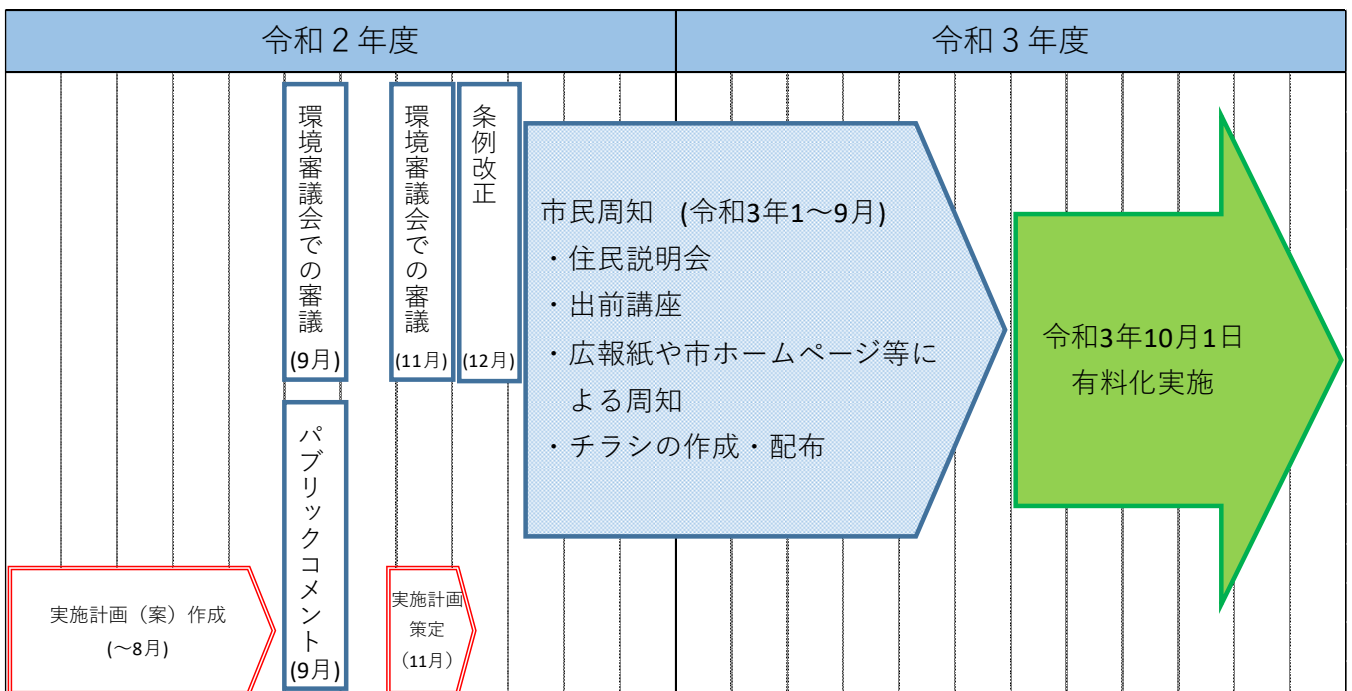 令和２年度
令和３年度
環境審議会での審議
(9月)
環境審議会での審議
(11月)
条例改正
(12月)
市民周知　(令和3年1～9月)
・住民説明会
・出前講座
・広報紙や市ホームページ等に
よる周知
・チラシの作成・配布
令和3年10月1日
有料化実施
パブリックコメント
(9月)
実施計画（案）作成
(～8月)
実施計画
策定
（11月）